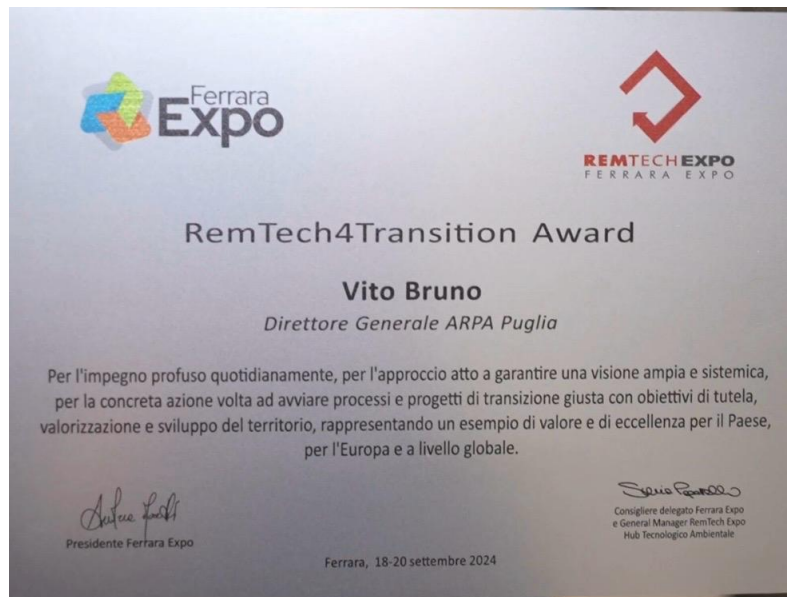 Ferrara
Expo
REMTECHEXPO
FERRARA EXPO
RemTech4Transition Award
Vito Bruno
Direttore Generale ARPA Puglia
Per l'impegno profuso quotidianamente, per l'approccio atto a garantire una visione ampia e sistemica,
per la concreta azione volta ad avviare processi e progetti di transizione giusta con obiettivi di tutela,
valorizzazione e sviluppo del territorio, rappresentando un esempio di valore e di eccellenza per il Paese,
per l'Europa e a livello globale.
Presidente Ferrara Expo
Consigliere delegato Ferrara Expo
e General Manager RemTech Expo
Hub Tecnologico Ambientale
Ferrara, 18-20 settembre 2024